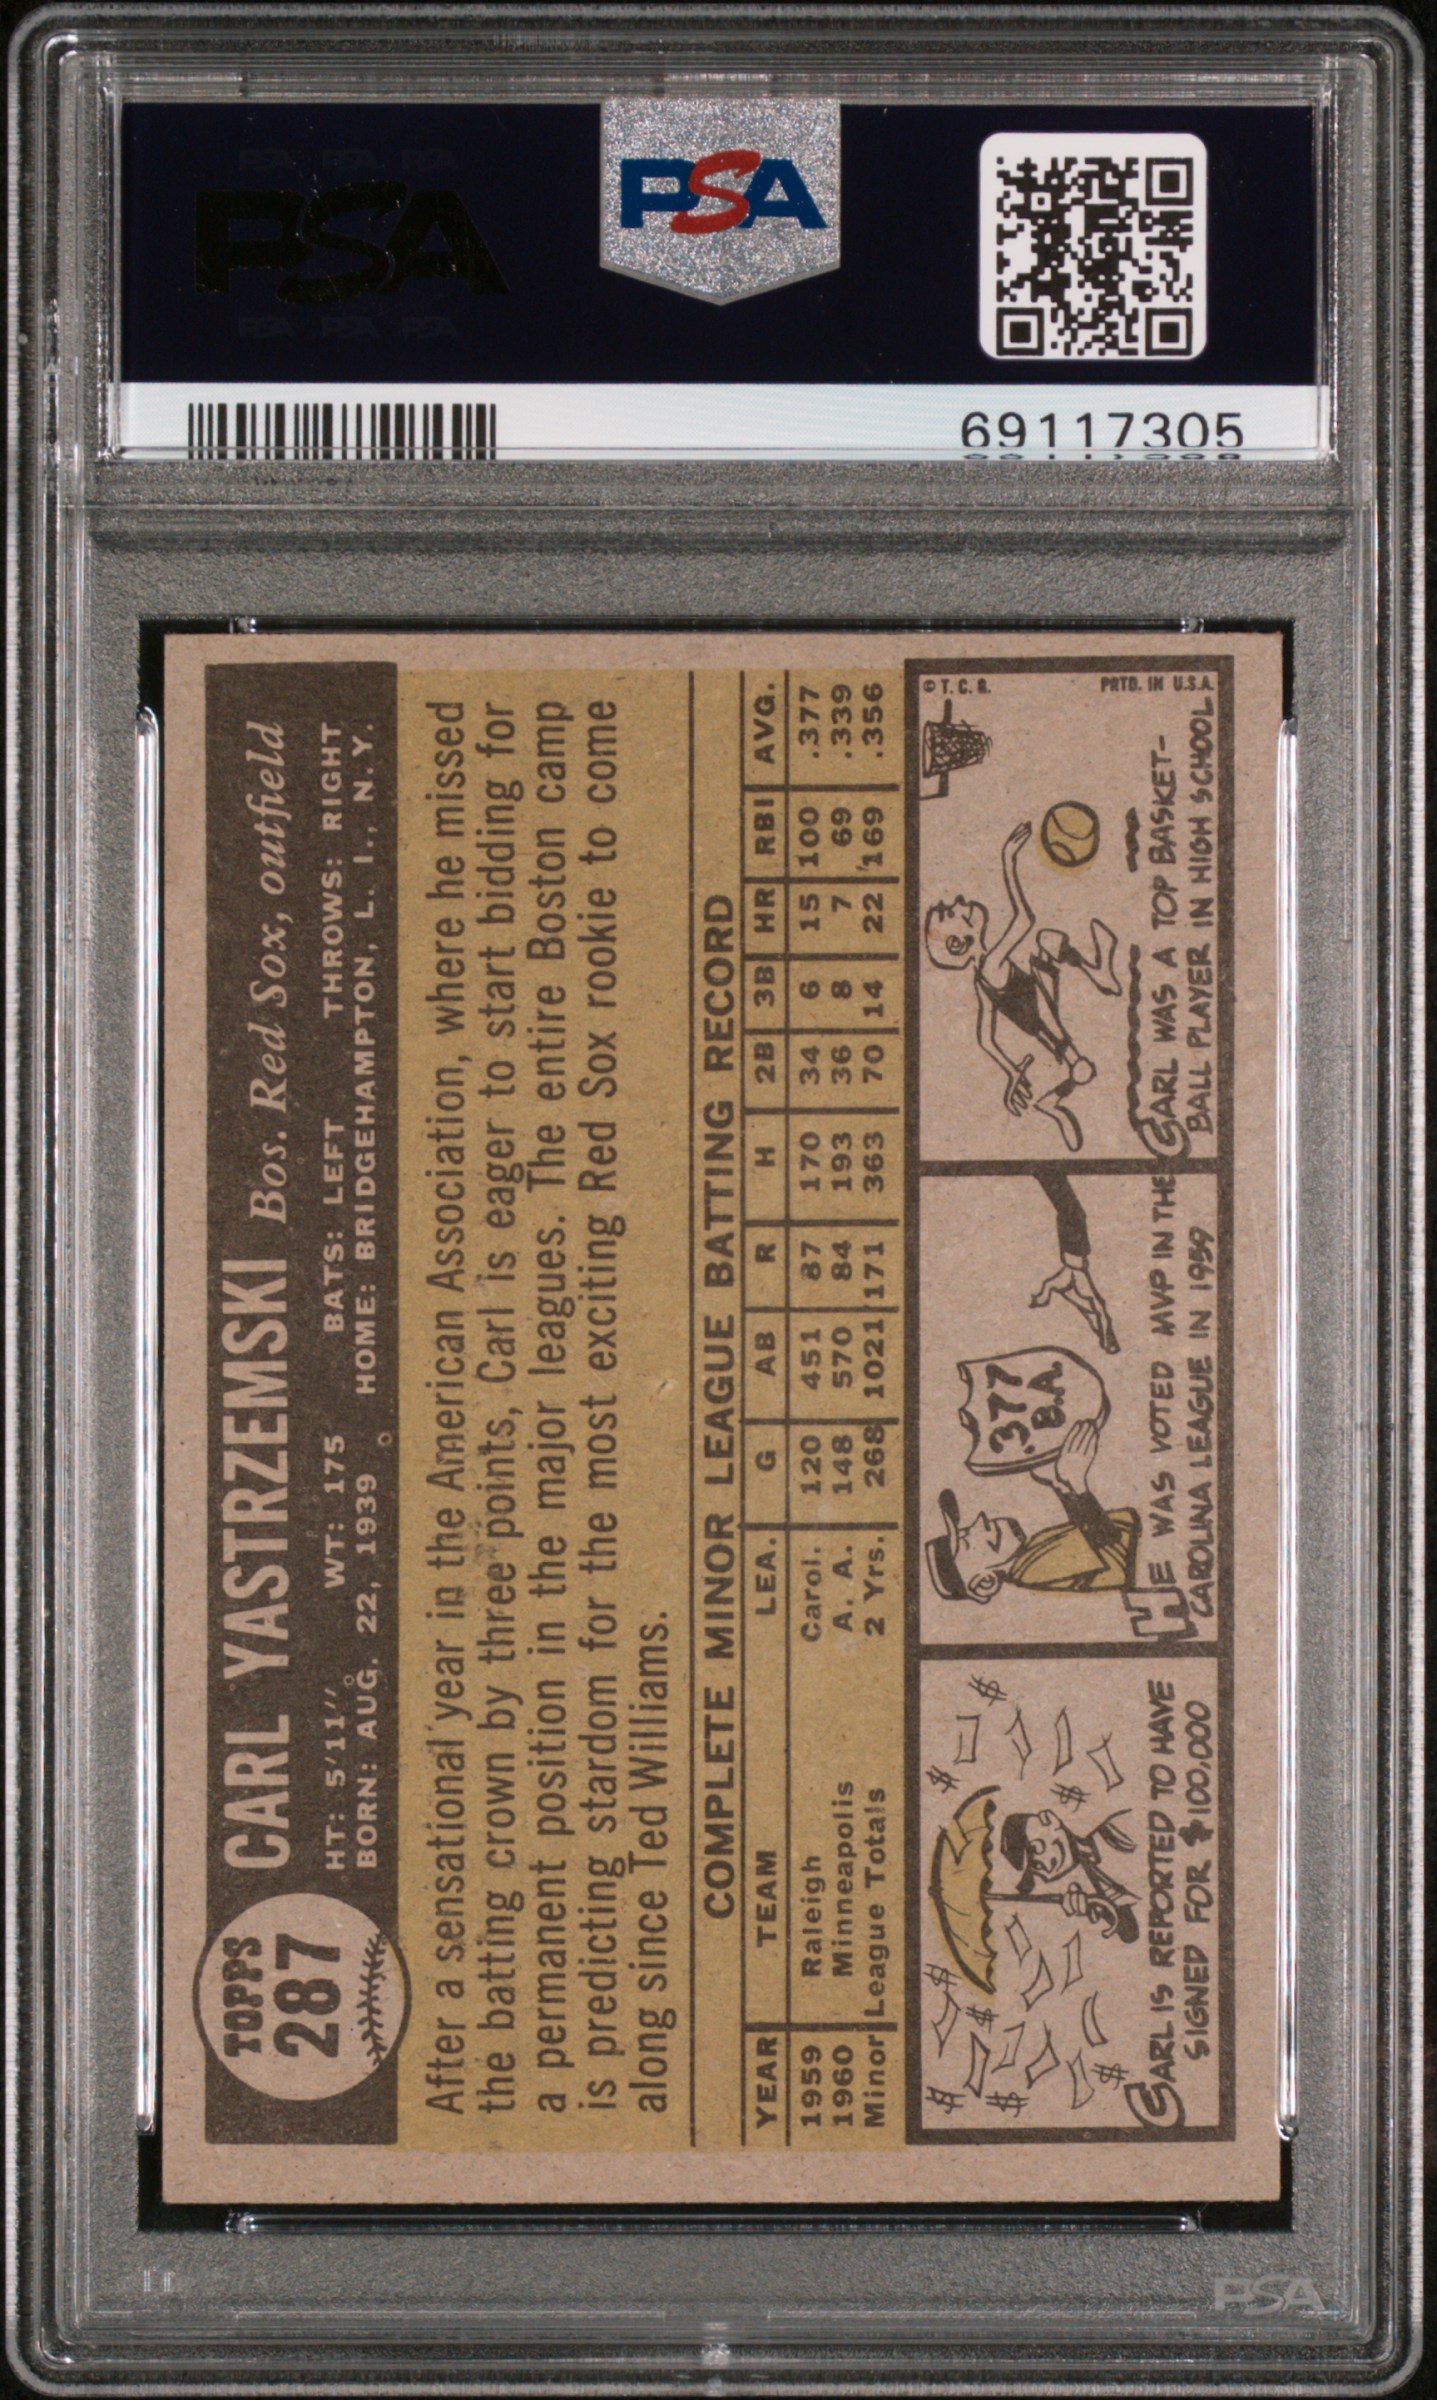 PSA PSA PSA
PSA
PSA PSA PSA
PSA
69117305
TOPPS
287
CARL YASTRZEMSKI Bos. Red Sox, outfield
HT: 5'11" WT: 175 BATS: LEFT THROWS: RIGHT
BORN: AUG. 22, 1939 HOME: BRIDGEHAMPTON, L. I., N.Y.
After a sensational year in the American Association, where he missed
the batting crown by three points, Carl is eager to start bidding for
a permanent position in the major leagues. The entire Boston camp
is predicting stardom for the most exciting Red Sox rookie to come
along since Ted Williams.
COMPLETE MINOR LEAGUE BATTING RECORD
YEAR TEAM LEA. G AB R H 2B 3B HR RBI AVG.
1959 Raleigh Carol. 120 451 87 170 34 6 15 100 .377
1960 Minneapolis A. A. 148 570 84 193 36 8 7 69 .339
Minor League Totals 2 Yrs. 268 1021 171 363 70 14 22 169 .356
$ $ $ $ $ $ $ $
CARL IS REPORTED TO HAVE
SIGNED FOR $100,000
.377
B.A.
HE WAS VOTED MVP IN THE
CAROLINA LEAGUE IN 1959
© T. C. G. PRTD. IN U.S.A.
CARL WAS A TOP BASKET-
BALL PLAYER IN HIGH SCHOOL
PSA